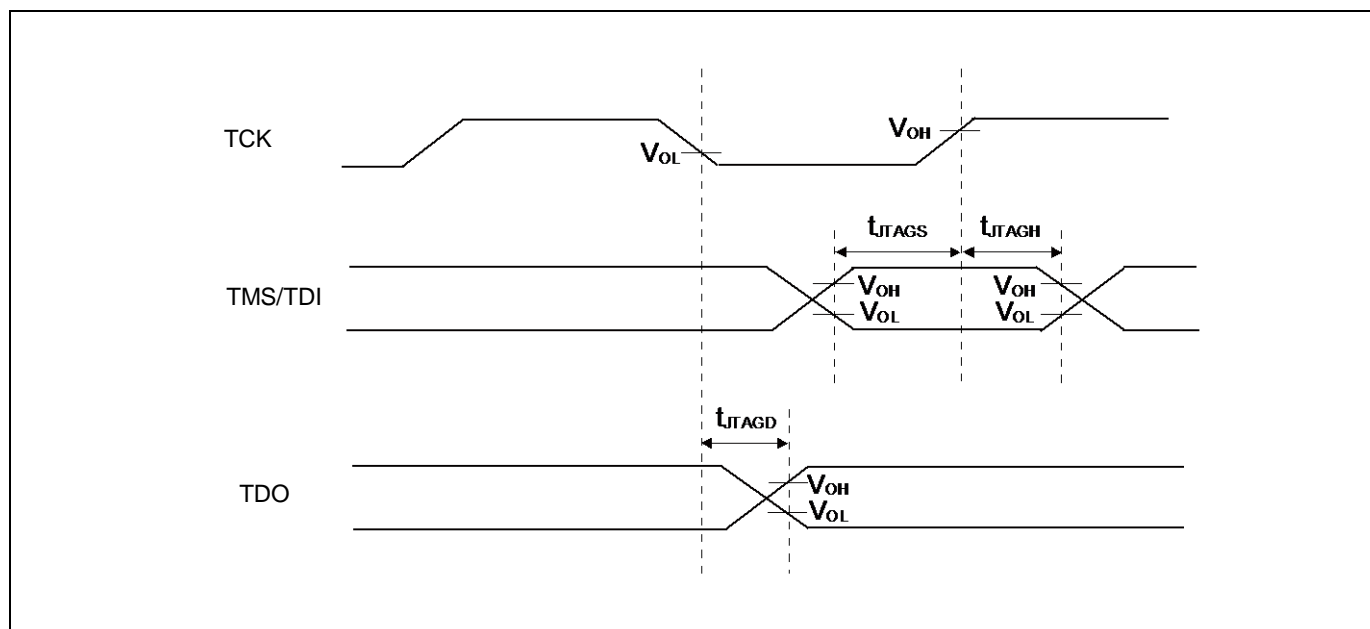 TCK
VOL
VOH
tJTAGS
tJTAGH
TMS/TDI
VOH
VOH
VOL
VOL
tJTAGD
TDO
VOH
VOL